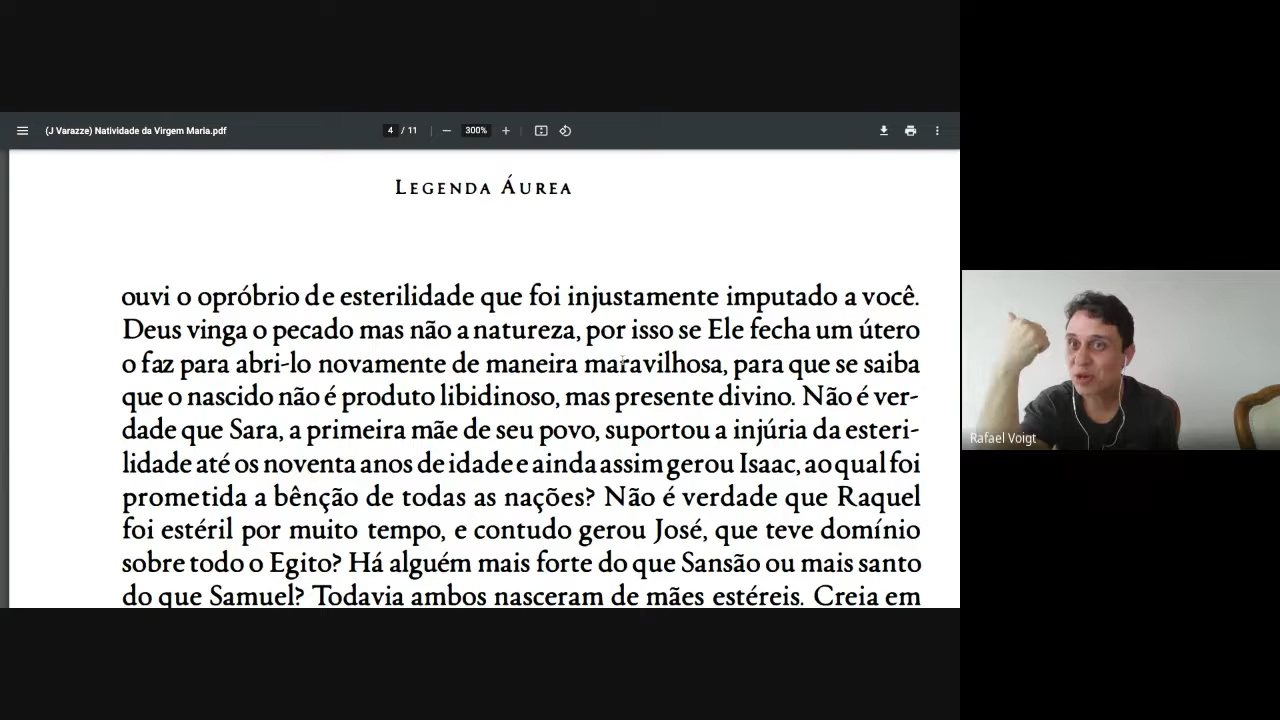 (J Varazze) Natividade da Virgem Maria.pdf
4 / 11
300%
LEGENDA ÁUREA
ouvi o opróbrio de esterilidade que foi injustamente imputado a você.
Deus vinga o pecado mas não a natureza, por isso se Ele fecha um útero
o faz para abri-lo novamente de maneira maravilhosa, para que se saiba
que o nascido não é produto libidinoso, mas presente divino. Não é ver-
dade que Sara, a primeira mãe de seu povo, suportou a injúria da esteri-
lidade até os noventa anos de idade e ainda assim gerou Isaac, ao qual foi
prometida a bênção de todas as nações? Não é verdade que Raquel
foi estéril por muito tempo, e contudo gerou José, que teve domínio
sobre todo o Egito? Há alguém mais forte do que Sansão ou mais santo
do que Samuel? Todavia ambos nasceram de mães estéreis. Creia em
Rafael Voigt